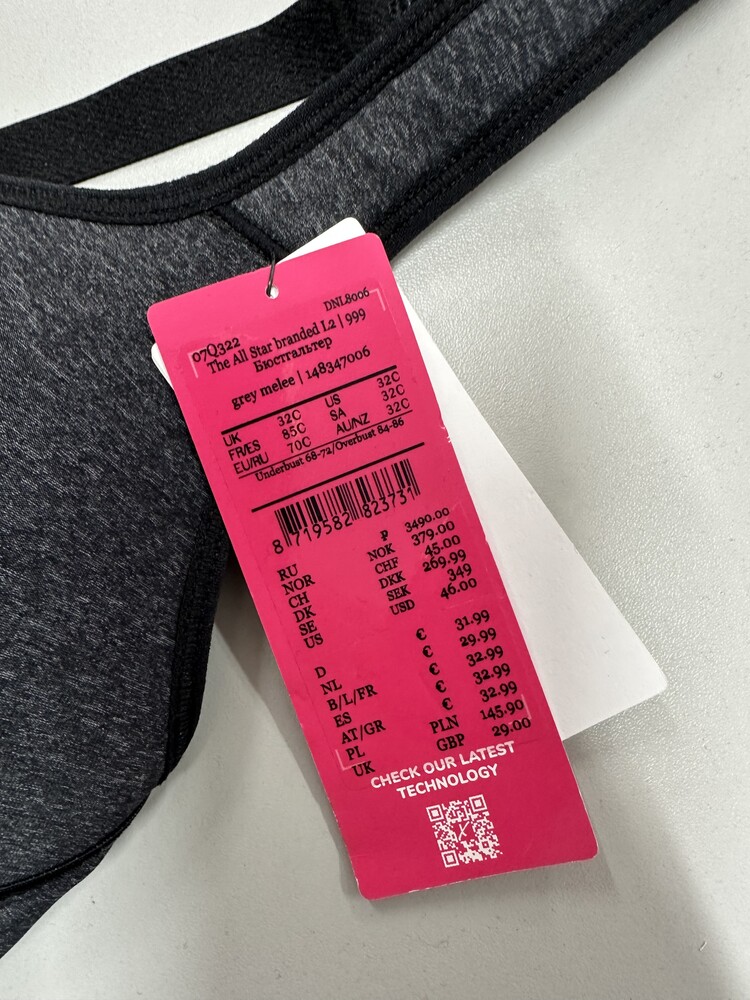 DNL8006
07Q322
The All Star branded L2 | 999
Бюстгальтер
grey melee | 148347006
UK 32C US 32C
FR/ES 85C SA 32C
EU/RU 70C AU/NZ 32C
Underbust 68-72/Overbust 84-86
8 719582 823731
RU ₽ 3490.00
NOR NOK 379.00
CH CHF 45.00
DK DKK 269.99
SE SEK 349
US USD 46.00
D € 31.99
NL € 29.99
B/L/FR € 32.99
ES € 32.99
AT/GR € 32.99
PL PLN 145.90
UK GBP 29.00
CHECK OUR LATEST
TECHNOLOGY